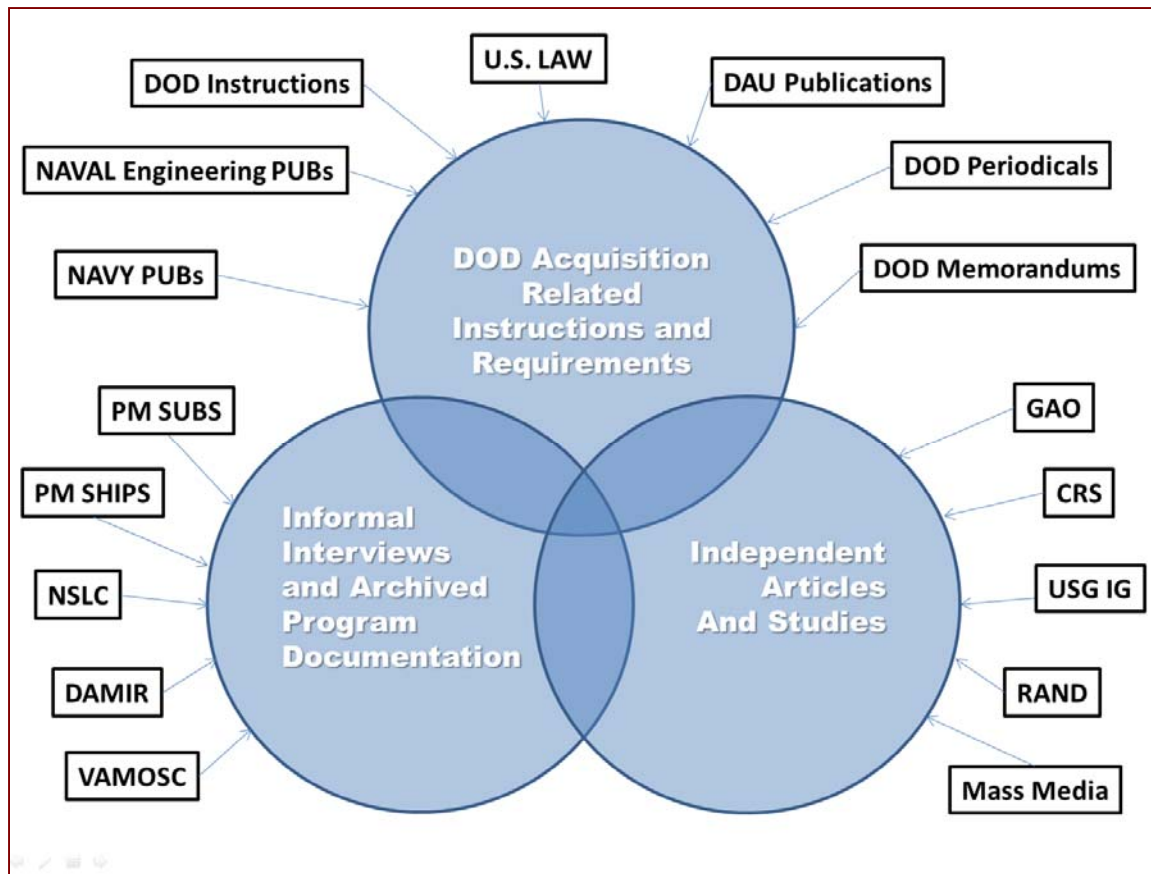 U.S. LAW
DOD Instructions
DAU Publications
NAVAL Engineering PUBs
DOD Periodicals
NAVY PUBs
DOD Memorandums
DOD Acquisition
Related
Instructions and
Requirements
PM SUBS
PM SHIPS
NSLC
DAMIR
VAMOSC
Informal
Interviews
and Archived
Program
Documentation
Independent
Articles
And Studies
GAO
CRS
USG IG
RAND
Mass Media